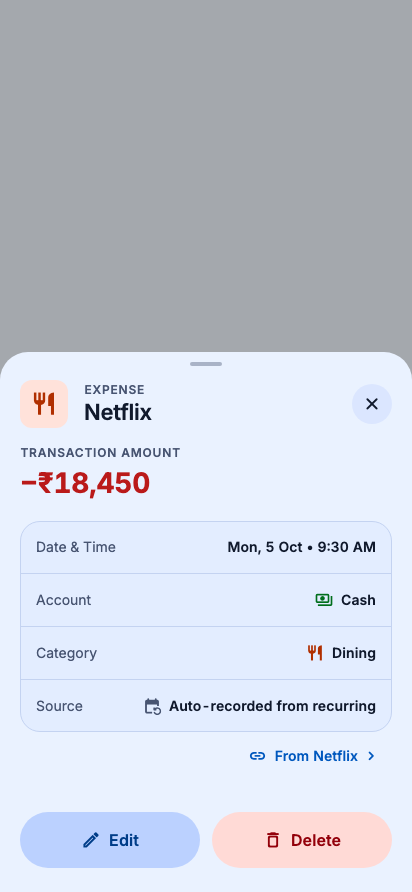 EXPENSE
Netflix
TRANSACTION AMOUNT
−₹18,450
Date & Time Mon, 5 Oct • 9:30 AM
Account Cash
Category Dining
Source Auto-recorded from recurring
From Netflix
Edit Delete